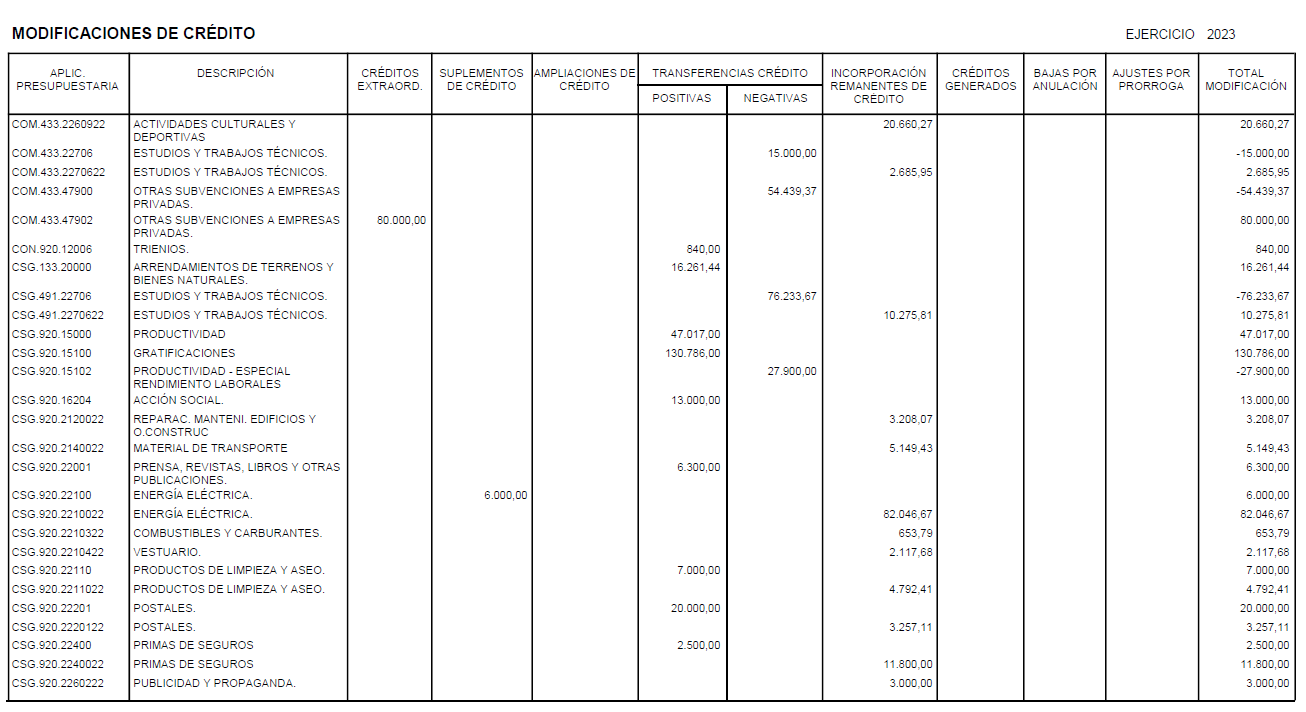 MODIFICACIONES DE CRÉDITO EJERCICIO 2023
APLIC. PRESUPUESTARIA DESCRIPCIÓN CRÉDITOS EXTRAORD. SUPLEMENTOS DE CRÉDITO AMPLIACIONES DE CRÉDITO TRANSFERENCIAS CRÉDITO INCORPORACIÓN REMANENTES DE CRÉDITO CRÉDITOS GENERADOS BAJAS POR ANULACIÓN AJUSTES POR PRORROGA TOTAL MODIFICACIÓN
POSITIVAS NEGATIVAS
COM.433.2260922 ACTIVIDADES CULTURALES Y 20.660,27 20.660,27
DEPORTIVAS
COM.433.22706 ESTUDIOS Y TRABAJOS TÉCNICOS. 15.000,00 -15.000,00
COM.433.2270622 ESTUDIOS Y TRABAJOS TÉCNICOS. 2.685,95 2.685,95
COM.433.47900 OTRAS SUBVENCIONES A EMPRESAS 54.439,37 -54.439,37
PRIVADAS.
COM.433.47902 OTRAS SUBVENCIONES A EMPRESAS 80.000,00 80.000,00
PRIVADAS.
CON.920.12006 TRIENIOS. 840,00 840,00
CSG.133.20000 ARRENDAMIENTOS DE TERRENOS Y 16.261,44 16.261,44
BIENES NATURALES.
CSG.491.22706 ESTUDIOS Y TRABAJOS TÉCNICOS. 76.233,67 -76.233,67
CSG.491.2270622 ESTUDIOS Y TRABAJOS TÉCNICOS. 10.275,81 10.275,81
CSG.920.15000 PRODUCTIVIDAD 47.017,00 47.017,00
CSG.920.15100 GRATIFICACIONES 130.786,00 130.786,00
CSG.920.15102 PRODUCTIVIDAD - ESPECIAL 27.900,00 -27.900,00
RENDIMIENTO LABORALES
CSG.920.16204 ACCIÓN SOCIAL. 13.000,00 13.000,00
CSG.920.2120022 REPARAC. MANTENI. EDIFICIOS Y 3.208,07 3.208,07
O.CONSTRUC
CSG.920.2140022 MATERIAL DE TRANSPORTE 5.149,43 5.149,43
CSG.920.22001 PRENSA, REVISTAS, LIBROS Y OTRAS 6.300,00 6.300,00
PUBLICACIONES.
CSG.920.22100 ENERGÍA ELÉCTRICA. 6.000,00 6.000,00
CSG.920.2210022 ENERGÍA ELÉCTRICA. 82.046,67 82.046,67
CSG.920.2210322 COMBUSTIBLES Y CARBURANTES. 653,79 653,79
CSG.920.2210422 VESTUARIO. 2.117,68 2.117,68
CSG.920.22110 PRODUCTOS DE LIMPIEZA Y ASEO. 7.000,00 7.000,00
CSG.920.2211022 PRODUCTOS DE LIMPIEZA Y ASEO. 4.792,41 4.792,41
CSG.920.22201 POSTALES. 20.000,00 20.000,00
CSG.920.2220122 POSTALES. 3.257,11 3.257,11
CSG.920.22400 PRIMAS DE SEGUROS 2.500,00 2.500,00
CSG.920.2240022 PRIMAS DE SEGUROS 11.800,00 11.800,00
CSG.920.2260222 PUBLICIDAD Y PROPAGANDA. 3.000,00 3.000,00